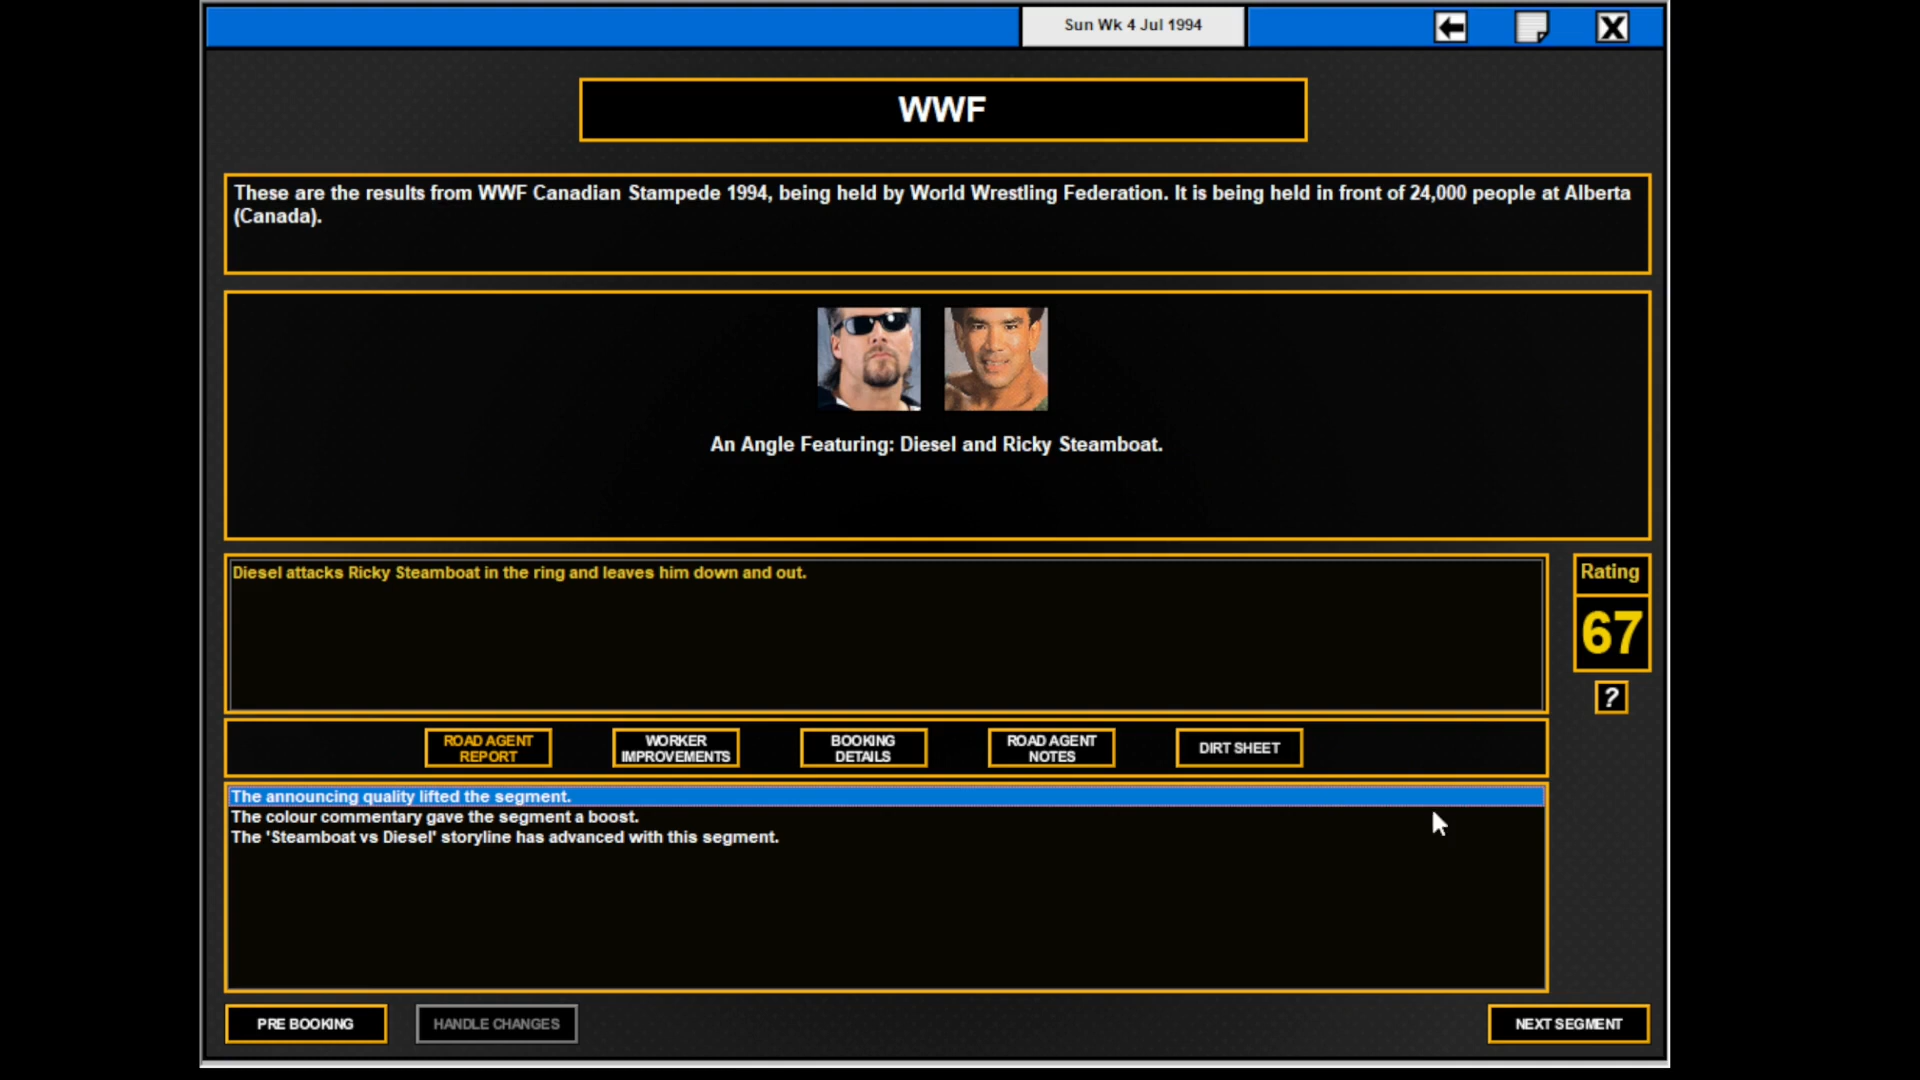 Sun Wk 4 Jul 1994
WWF
These are the results from WWF Canadian Stampede 1994, being held by World Wrestling Federation. It is being held in front of 24,000 people at Alberta
(Canada).
An Angle Featuring: Diesel and Ricky Steamboat.
Diesel attacks Ricky Steamboat in the ring and leaves him down and out.
Rating
67
?
ROAD AGENT
REPORT
WORKER
IMPROVEMENTS
BOOKING
DETAILS
ROAD AGENT
NOTES
DIRT SHEET
The announcing quality lifted the segment.
The colour commentary gave the segment a boost.
The 'Steamboat vs Diesel' storyline has advanced with this segment.
PRE BOOKING
HANDLE CHANGES
NEXT SEGMENT